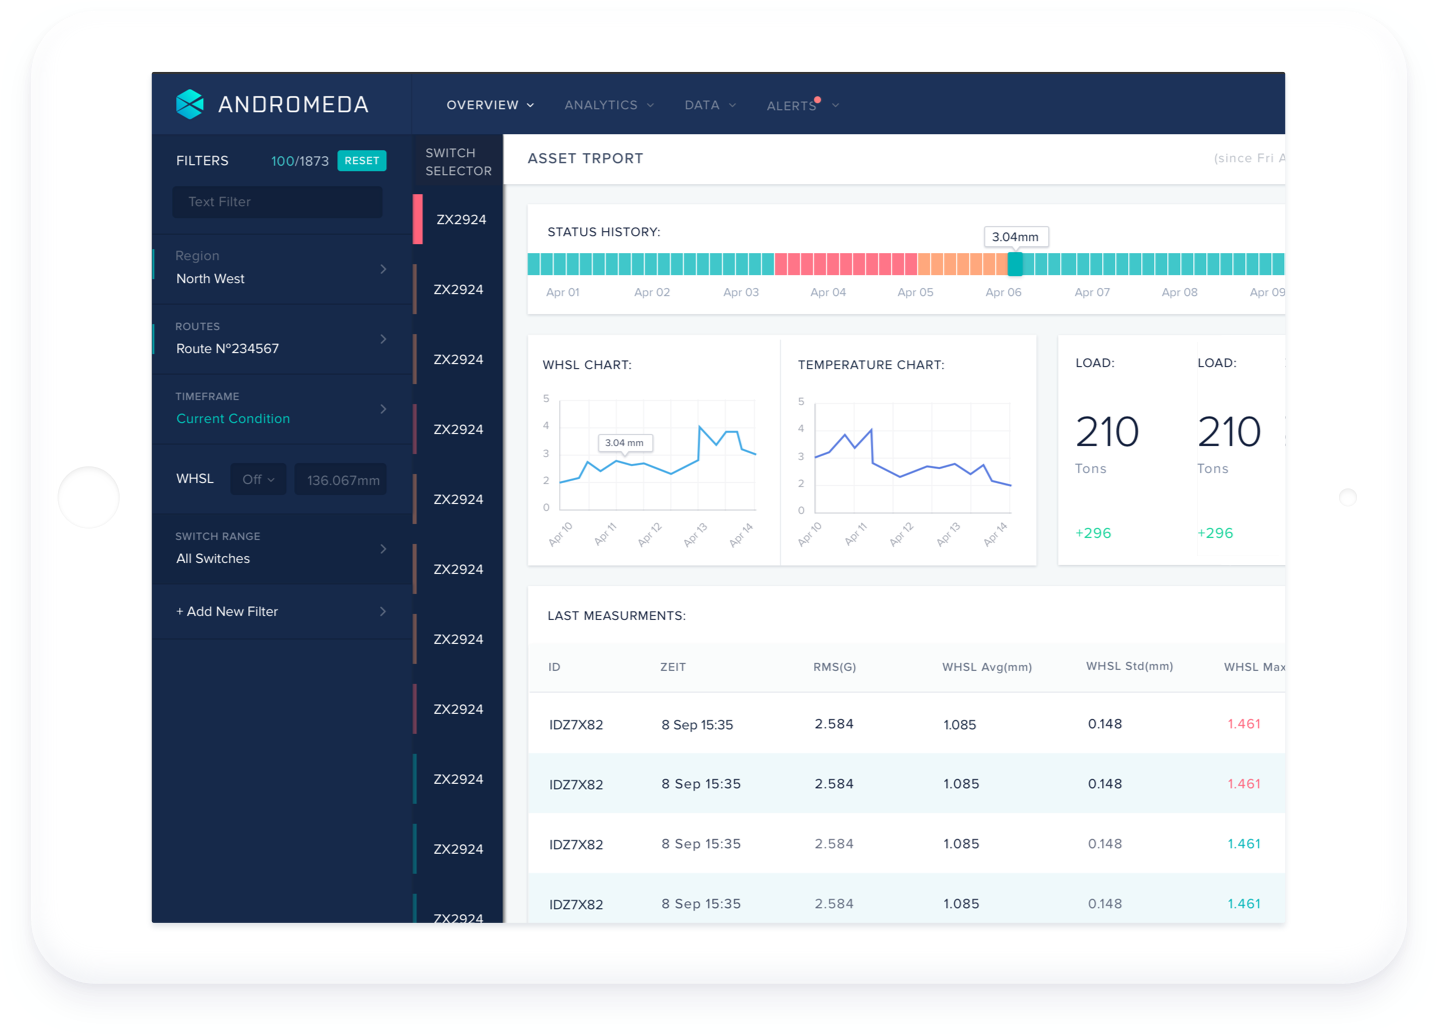 ANDROMEDA
OVERVIEW
ANALYTICS
DATA
ALERTS
FILTERS
100/1873
RESET
Text Filter
Region
North West
ROUTES
Route Nº234567
TIMEFRAME
Current Condition
WHSL
Off
136.067mm
SWITCH RANGE
All Switches
+ Add New Filter
SWITCH
SELECTOR
ZX2924
ZX2924
ZX2924
ZX2924
ZX2924
ZX2924
ZX2924
ZX2924
ZX2924
ZX2924
ZX2924
ASSET TRPORT
(since Fri A
STATUS HISTORY:
3.04mm
Apr 01
Apr 02
Apr 03
Apr 04
Apr 05
Apr 06
Apr 07
Apr 08
Apr 09
WHSL CHART:
5
4
3
2
0
3.04 mm
Apr 10
Apr 11
Apr 12
Apr 13
Apr 14
TEMPERATURE CHART:
5
4
3
2
0
Apr 10
Apr 11
Apr 12
Apr 13
Apr 14
LOAD:
210
Tons
+296
LOAD:
210
Tons
+296
LAST MEASURMENTS:
ID ZEIT RMS(G) WHSL Avg(mm) WHSL Std(mm) WHSL Max
IDZ7X82 8 Sep 15:35 2.584 1.085 0.148 1.461
IDZ7X82 8 Sep 15:35 2.584 1.085 0.148 1.461
IDZ7X82 8 Sep 15:35 2.584 1.085 0.148 1.461
IDZ7X82 8 Sep 15:35 2.584 1.085 0.148 1.461